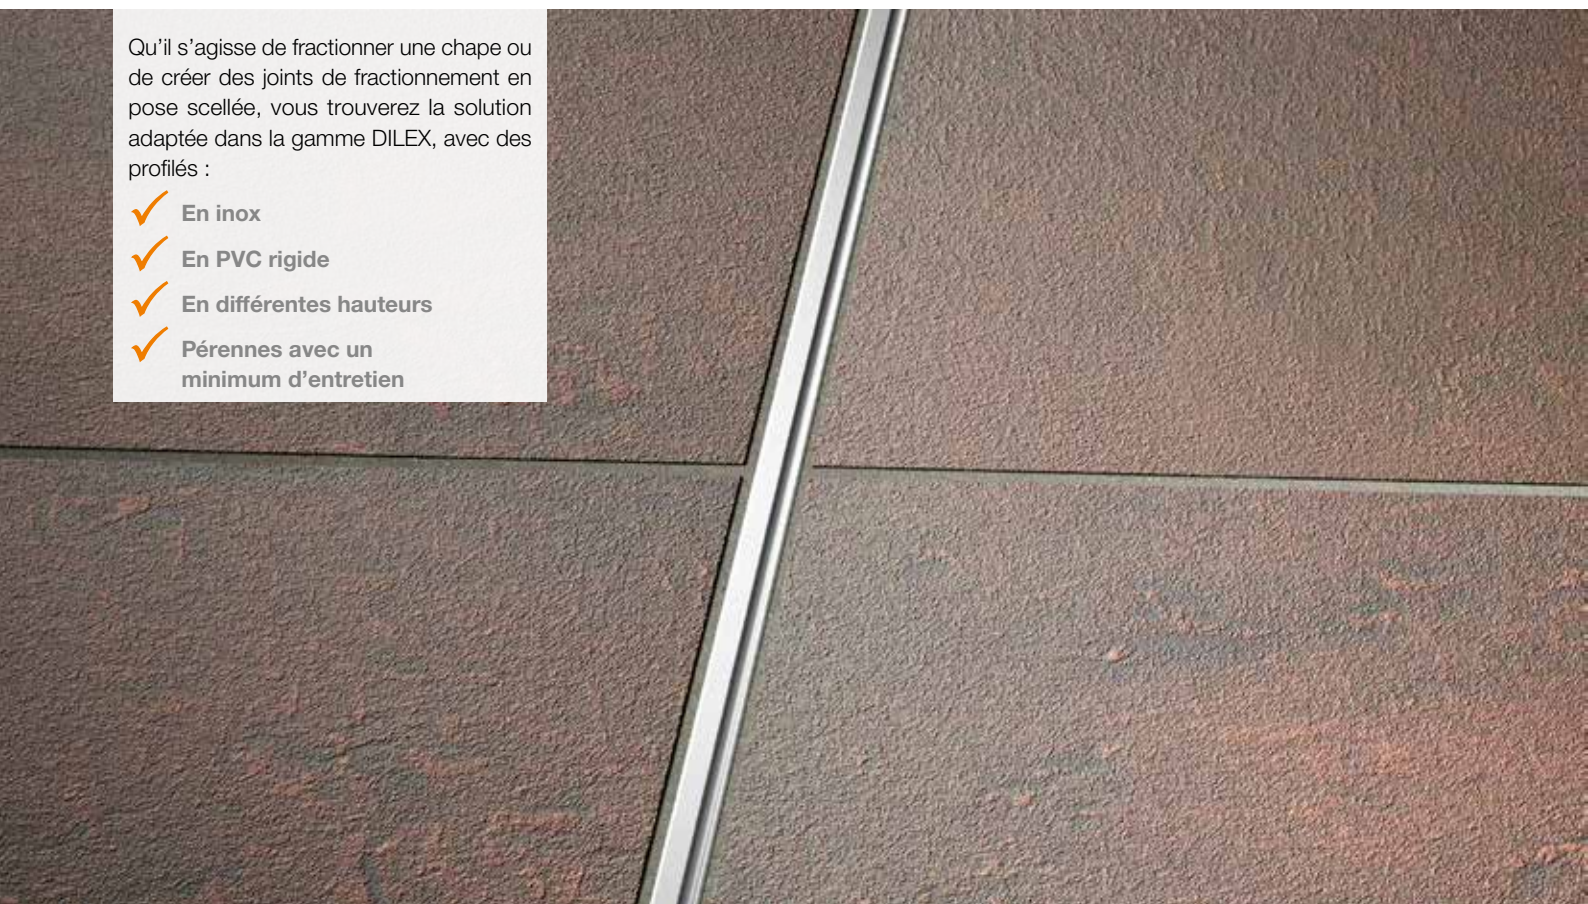 Qu’il s’agisse de fractionner une chape ou
de créer des joints de fractionnement en
pose scellée, vous trouverez la solution
adaptée dans la gamme DILEX, avec des
profilés :
En inox
En PVC rigide
En différentes hauteurs
Pérennes avec un
minimum d’entretien